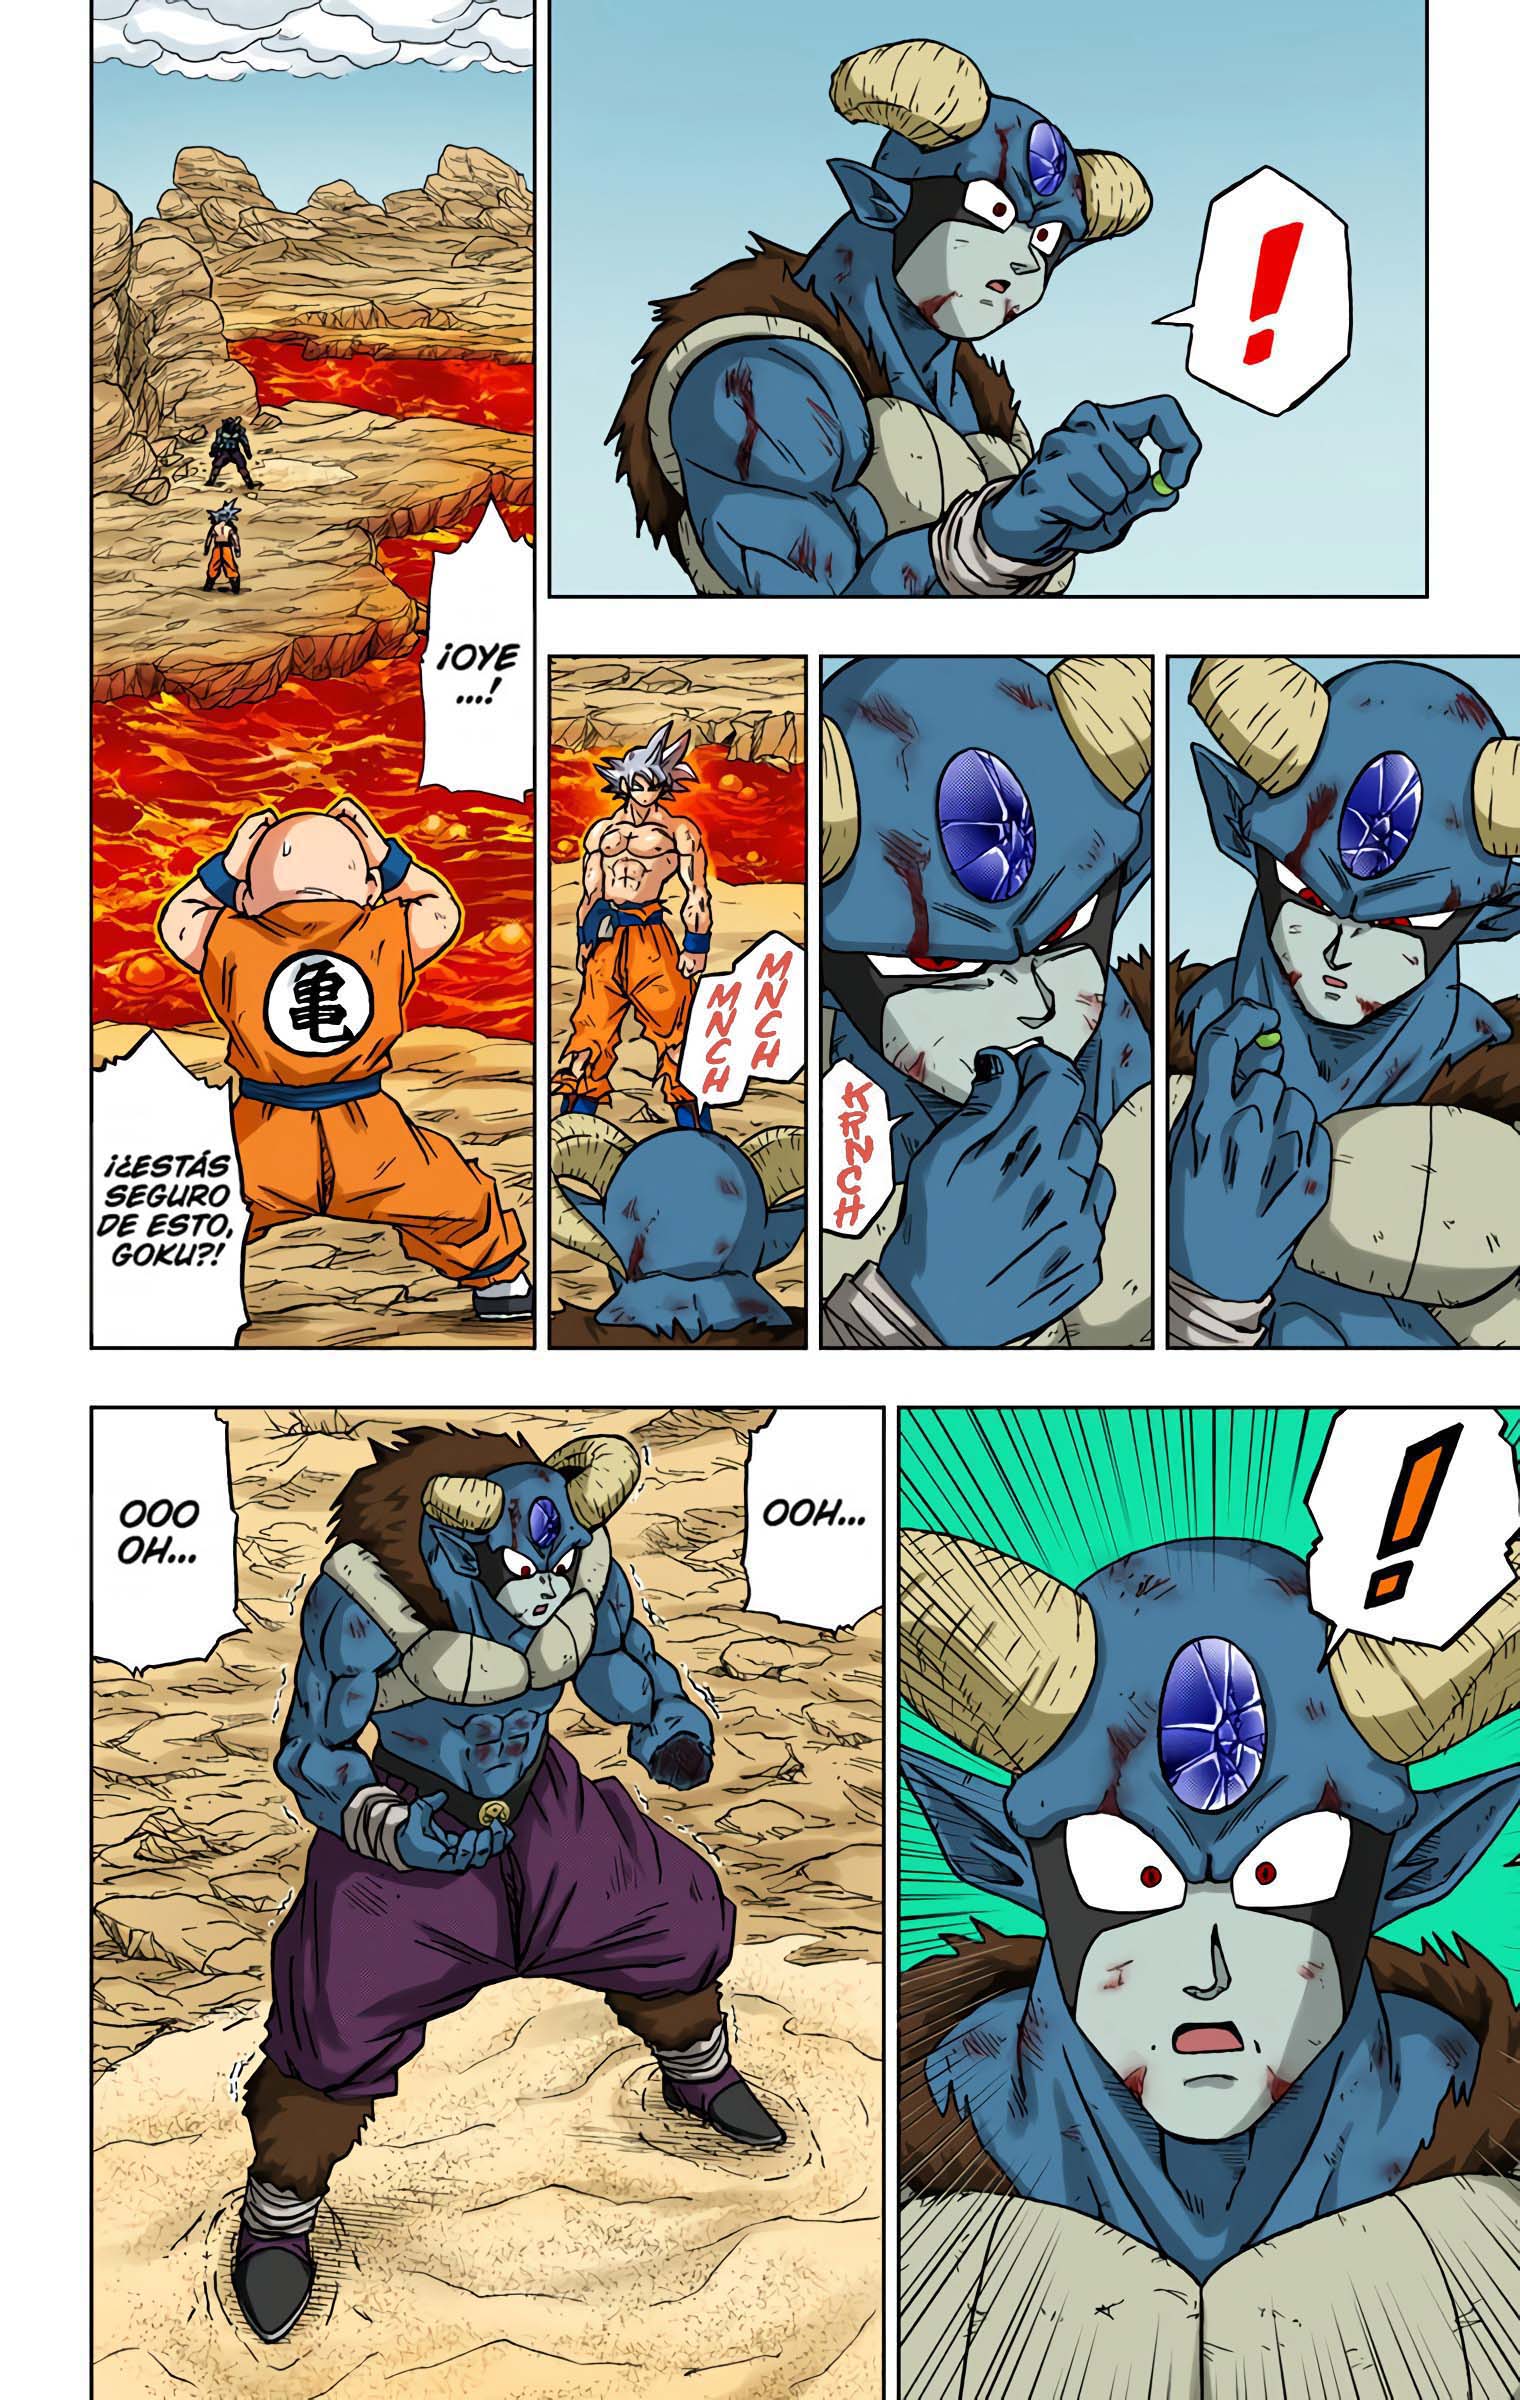 !
¡OYE
....!
¡¿ESTÁS
SEGURO
DE ESTO,
GOKU?!
KRNCH
MNCH
MNCH
亀
!
OOH...
OOO
OH...